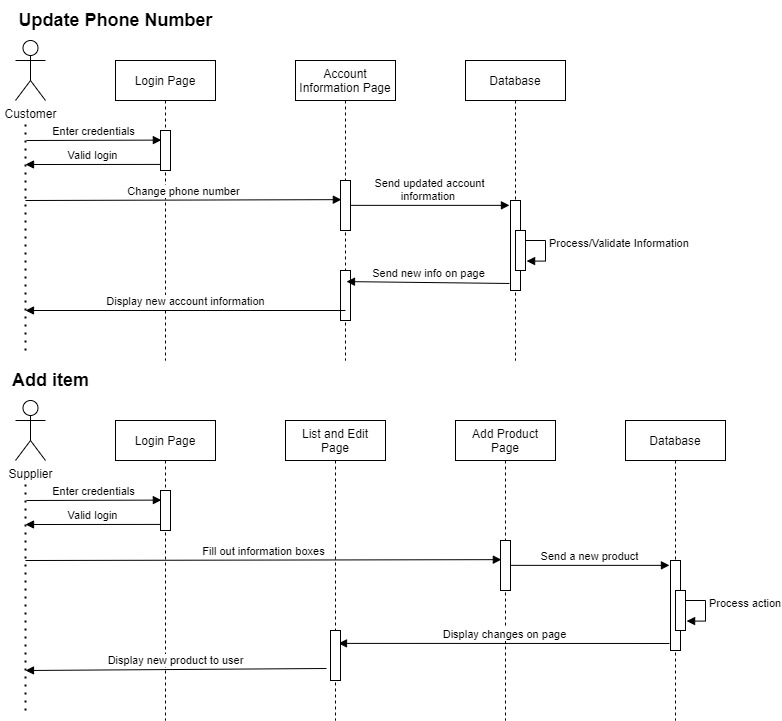 Update Phone Number
Login Page
Account
Information Page
Database
Customer
Enter credentials
Valid login
Change phone number
Send updated account
information
Process/Validate Information
Send new info on page
Display new account information
Add item
Login Page
List and Edit
Page
Add Product
Page
Database
Supplier
Enter credentials
Valid login
Fill out information boxes
Send a new product
Process action
Display changes on page
Display new product to user